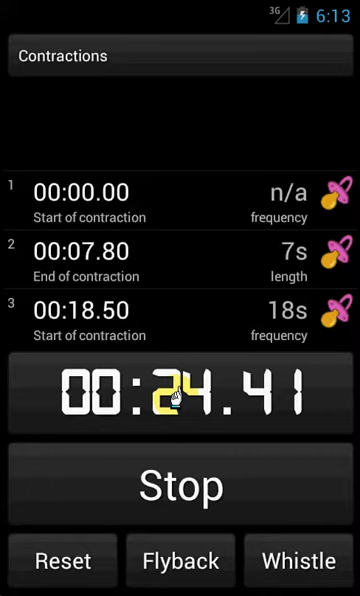 3G 6:13
Contractions
1 00:00.00 n/a
Start of contraction frequency
2 00:07.80 7s
End of contraction length
3 00:18.50 18s
Start of contraction frequency
00:24.41
Stop
Reset Flyback Whistle